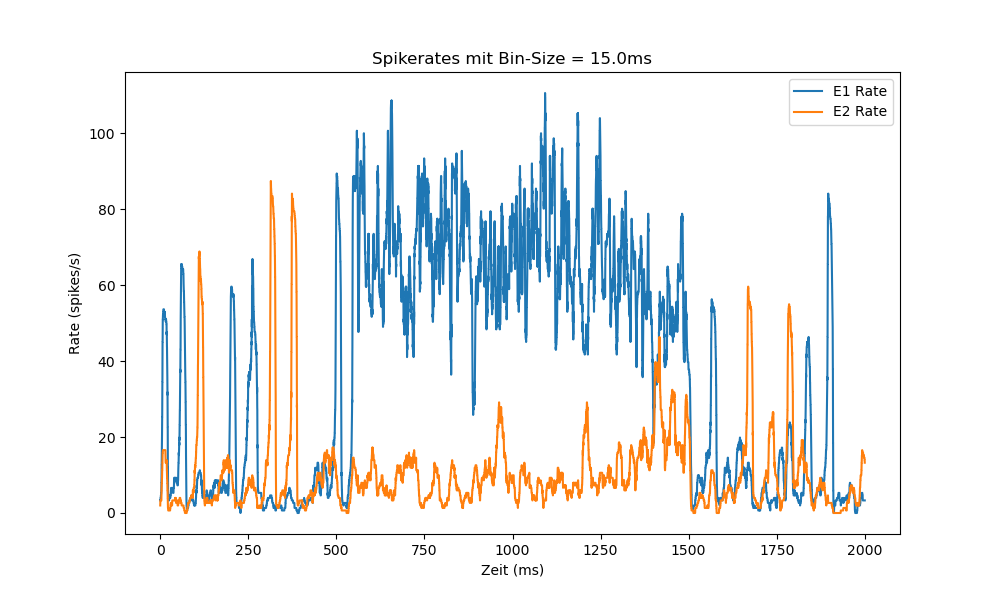 Spikerates mit Bin-Size = 15.0ms
E1 Rate
E2 Rate
Rate (spikes/s)
100
80
60
40
20
0
0 250 500 750 1000 1250 1500 1750 2000
Zeit (ms)